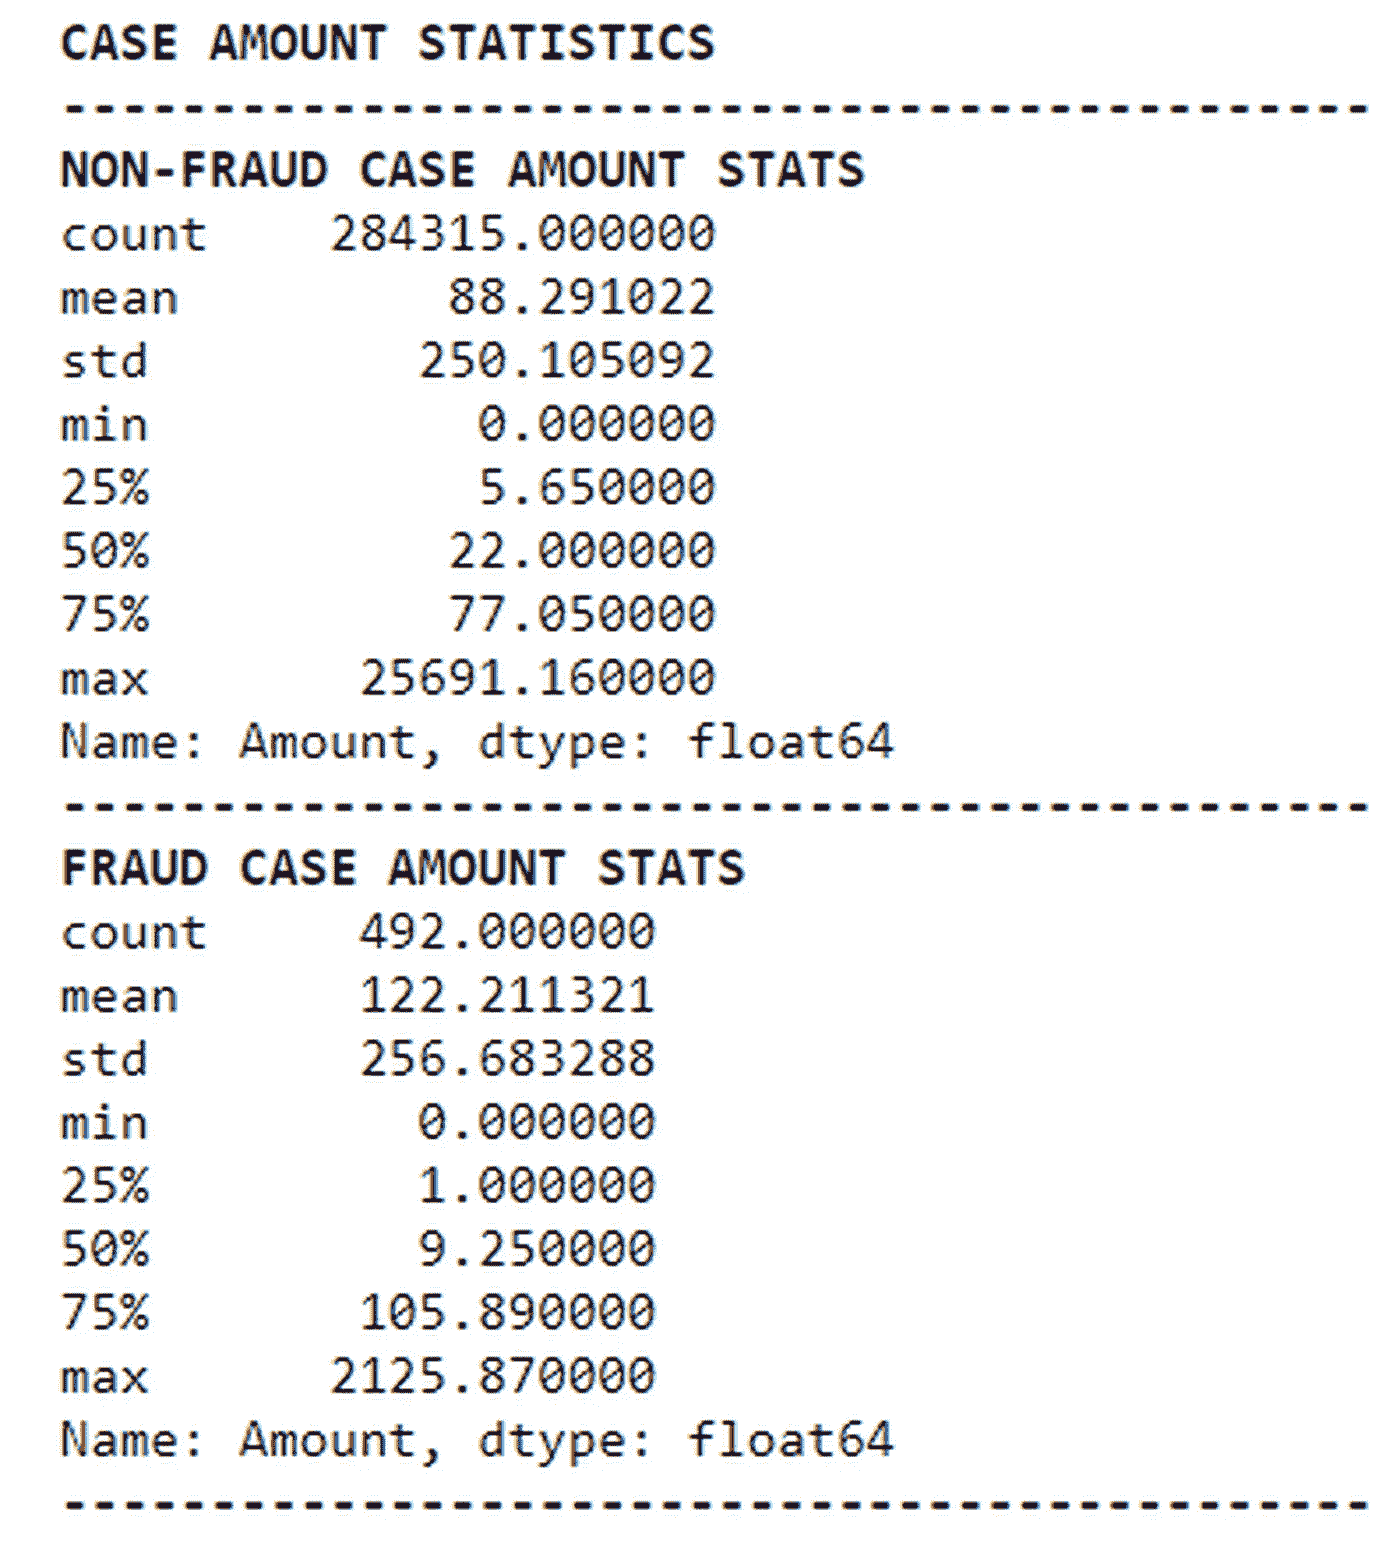 CASE AMOUNT STATISTICS
--------------------------------------------
NON-FRAUD CASE AMOUNT STATS
count    284315.000000
mean         88.291022
std         250.105092
min           0.000000
25%           5.650000
50%          22.000000
75%          77.050000
max       25691.160000
Name: Amount, dtype: float64
--------------------------------------------
FRAUD CASE AMOUNT STATS
count     492.000000
mean      122.211321
std       256.683288
min         0.000000
25%         1.000000
50%         9.250000
75%       105.890000
max      2125.870000
Name: Amount, dtype: float64
--------------------------------------------